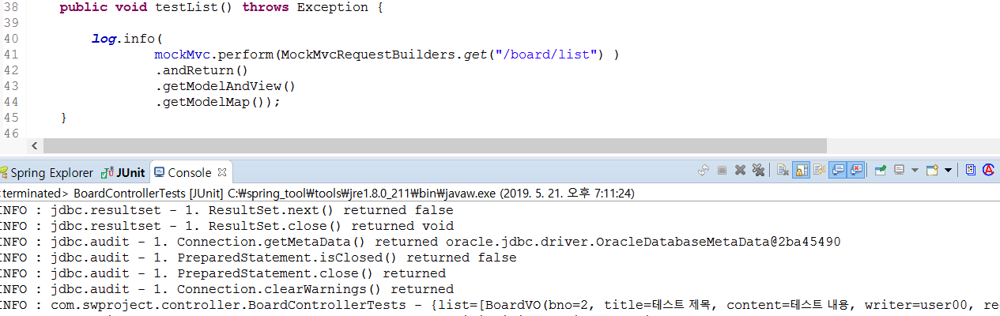 38 public void testList() throws Exception {
39
40 log.info(
41 mockMvc.perform(MockMvcRequestBuilders.get("/board/list") )
42 .andReturn()
43 .getModelAndView()
44 .getModelMap());
45 }
46
Spring Explorer JUnit Console
<terminated> BoardControllerTests [JUnit] C:₩spring_tool₩tools₩jre1.8.0_211₩bin₩javaw.exe (2019. 5. 21. 오후 7:11:24)
INFO : jdbc.resultset - 1. ResultSet.next() returned false
INFO : jdbc.resultset - 1. ResultSet.close() returned void
INFO : jdbc.audit - 1. Connection.getMetaData() returned oracle.jdbc.driver.OracleDatabaseMetaData@2ba45490
INFO : jdbc.audit - 1. PreparedStatement.isClosed() returned false
INFO : jdbc.audit - 1. PreparedStatement.close() returned
INFO : jdbc.audit - 1. Connection.clearWarnings() returned
INFO : com.swproject.controller.BoardControllerTests - {list=[BoardVO(bno=2, title=테스트 제목, content=테스트 내용, writer=user00, re